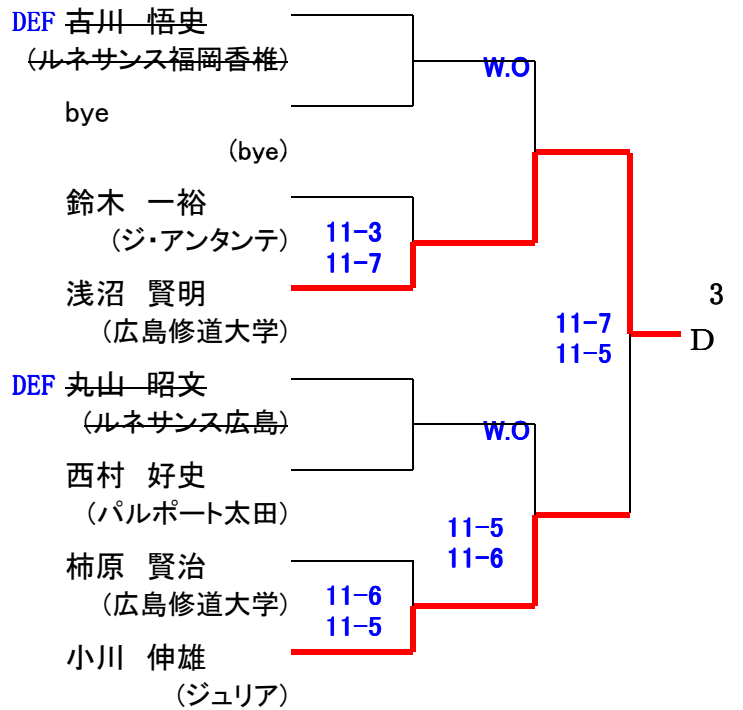 DEF 古川 悟史
(ルネサンス福岡香椎)
W.O
bye
(bye)
鈴木 一裕
(ジ・アンタンテ)
11-3
11-7
浅沼 賢明
(広島修道大学)
3
11-7
11-5
D
DEF 丸山 昭文
(ルネサンス広島)
W.O
西村 好史
(パルポート太田)
11-5
11-6
柿原 賢治
(広島修道大学)
11-6
11-5
小川 伸雄
(ジュリア)